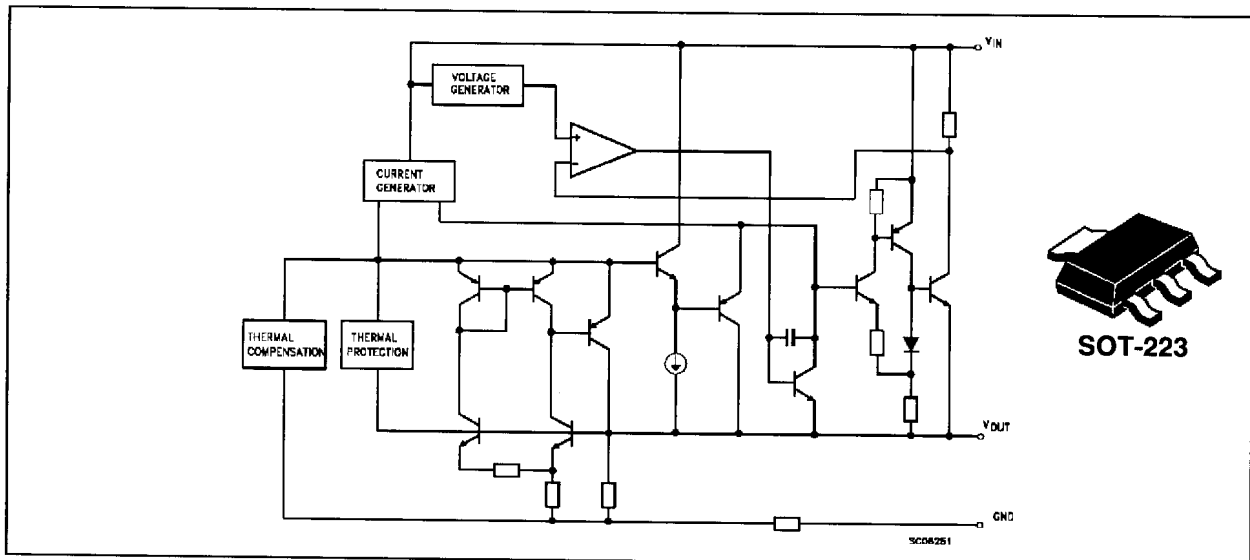 VIN
VOLTAGE
GENERATOR
+
−
CURRENT
GENERATOR
THERMAL
COMPENSATION
THERMAL
PROTECTION
SOT-223
VOUT
GND
SC08251